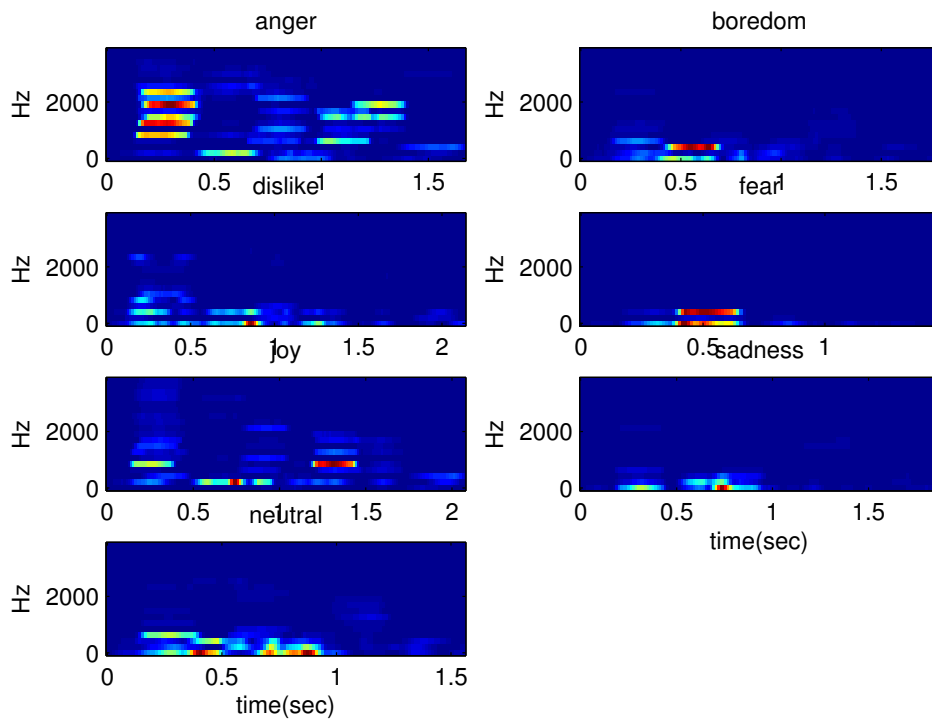 anger
boredom
Hz
2000
0
0 0.5 1 1.5
Hz
2000
0
0 0.5 1 1.5
dislike
fear
Hz
2000
0
0 0.5 1 1.5 2
Hz
2000
0
0 0.5 1
joy
sadness
Hz
2000
0
0 0.5 1 1.5 2
Hz
2000
0
0 0.5 1 1.5
time(sec)
neutral
Hz
2000
0
0 0.5 1 1.5
time(sec)